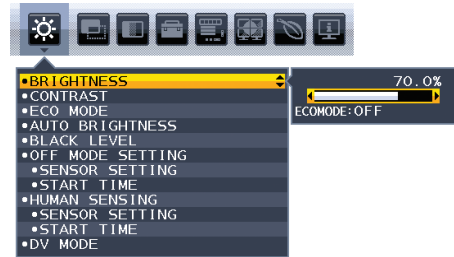 •BRIGHTNESS
•CONTRAST
•ECO MODE
•AUTO BRIGHTNESS
•BLACK LEVEL
•OFF MODE SETTING
•SENSOR SETTING
•START TIME
•HUMAN SENSING
•SENSOR SETTING
•START TIME
•DV MODE
70.0%
ECOMODE:OFF